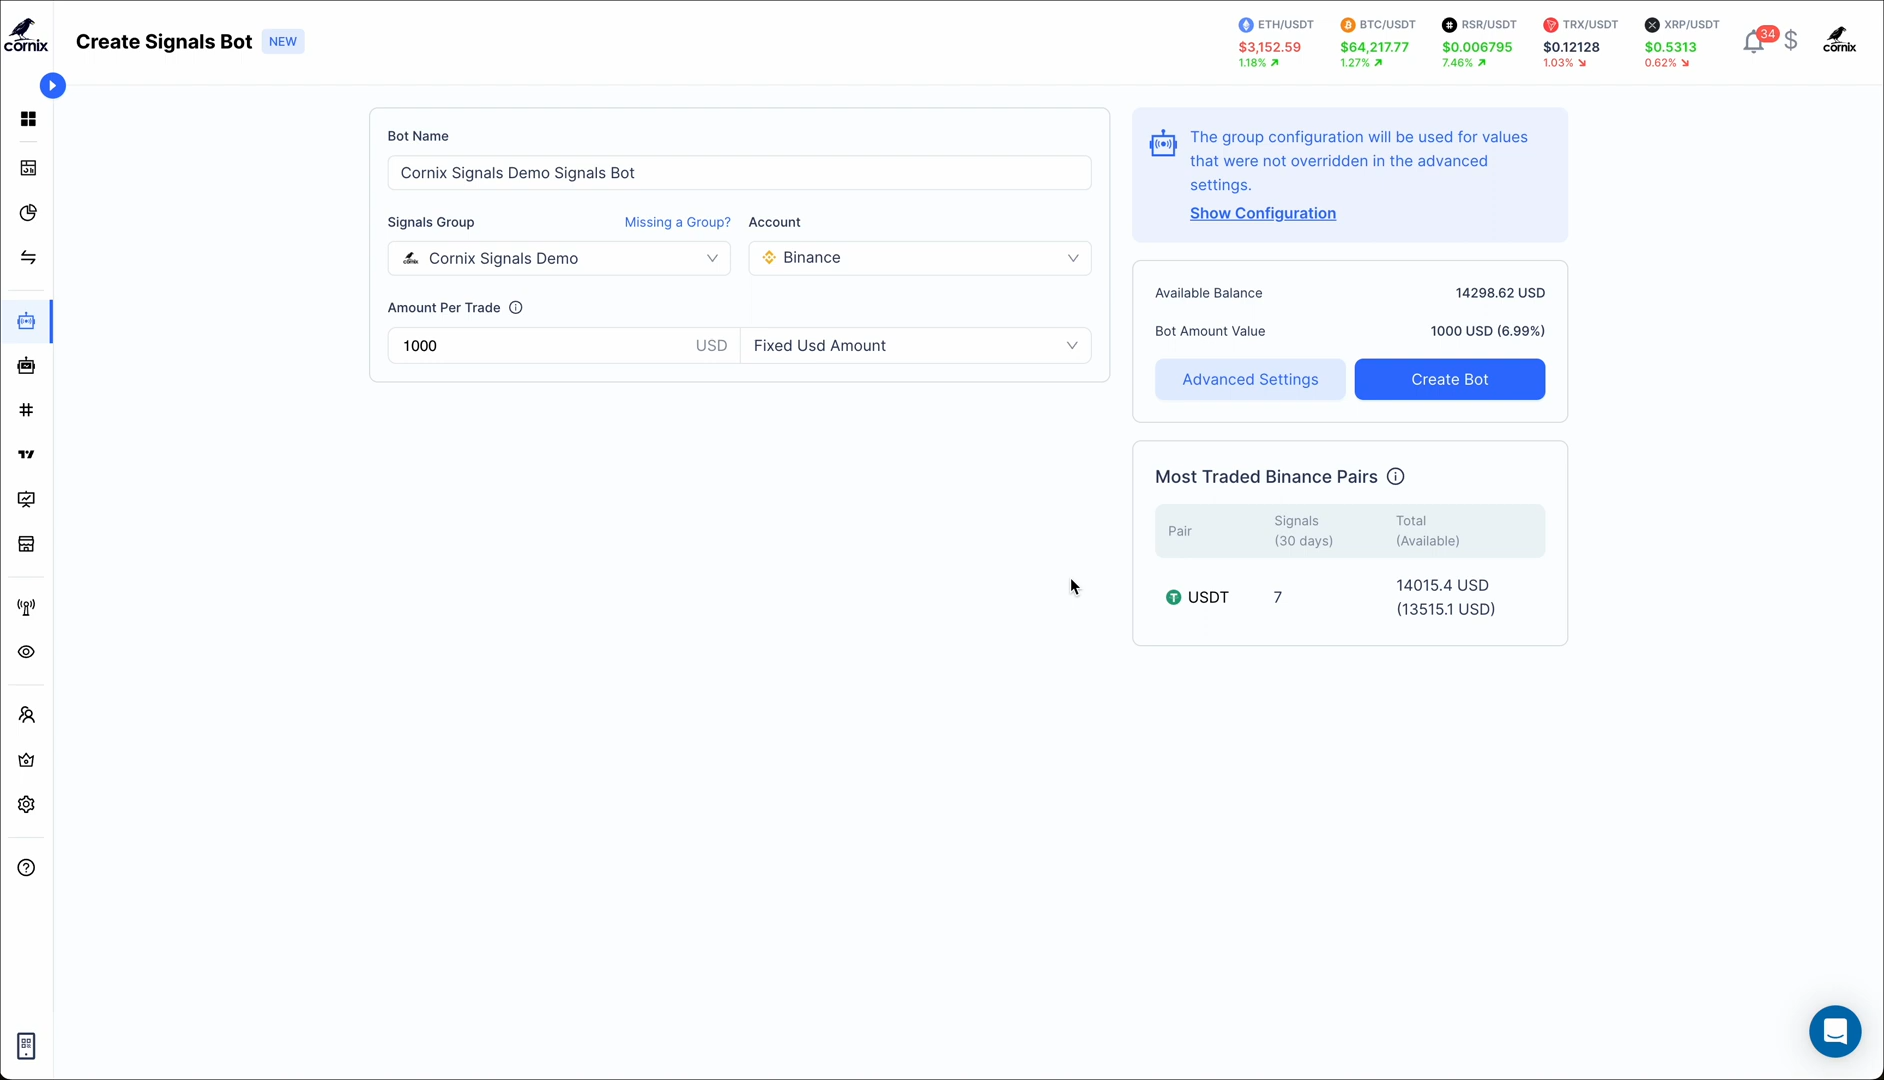 cornix
Create Signals Bot
NEW
ETH/USDT
$3,152.59
1.18%
BTC/USDT
$64,217.77
1.27%
RSR/USDT
$0.006795
7.46%
TRX/USDT
$0.12128
1.03%
XRP/USDT
$0.5313
0.62%
34
$
cornix
Bot Name
Cornix Signals Demo Signals Bot
Signals Group
Missing a Group?
Account
Cornix Signals Demo
Binance
Amount Per Trade
1000
USD
Fixed Usd Amount
The group configuration will be used for values
that were not overridden in the advanced
settings.
Show Configuration
Available Balance
14298.62 USD
Bot Amount Value
1000 USD (6.99%)
Advanced Settings
Create Bot
Most Traded Binance Pairs
Pair
Signals
(30 days)
Total
(Available)
USDT
7
14015.4 USD
(13515.1 USD)